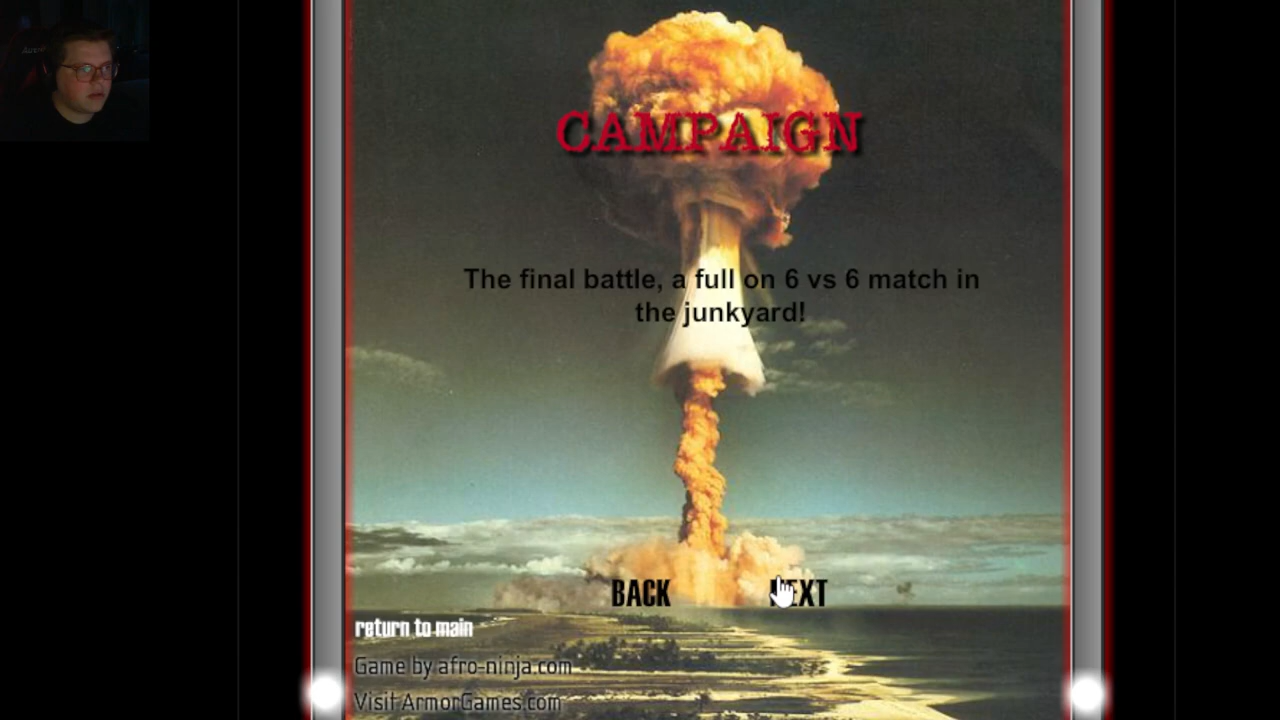 CAMPAIGN
The final battle, a full on 6 vs 6 match in
the junkyard!
BACK NEXT
return to main
Game by afro-ninja.com
Visit ArmorGames.com